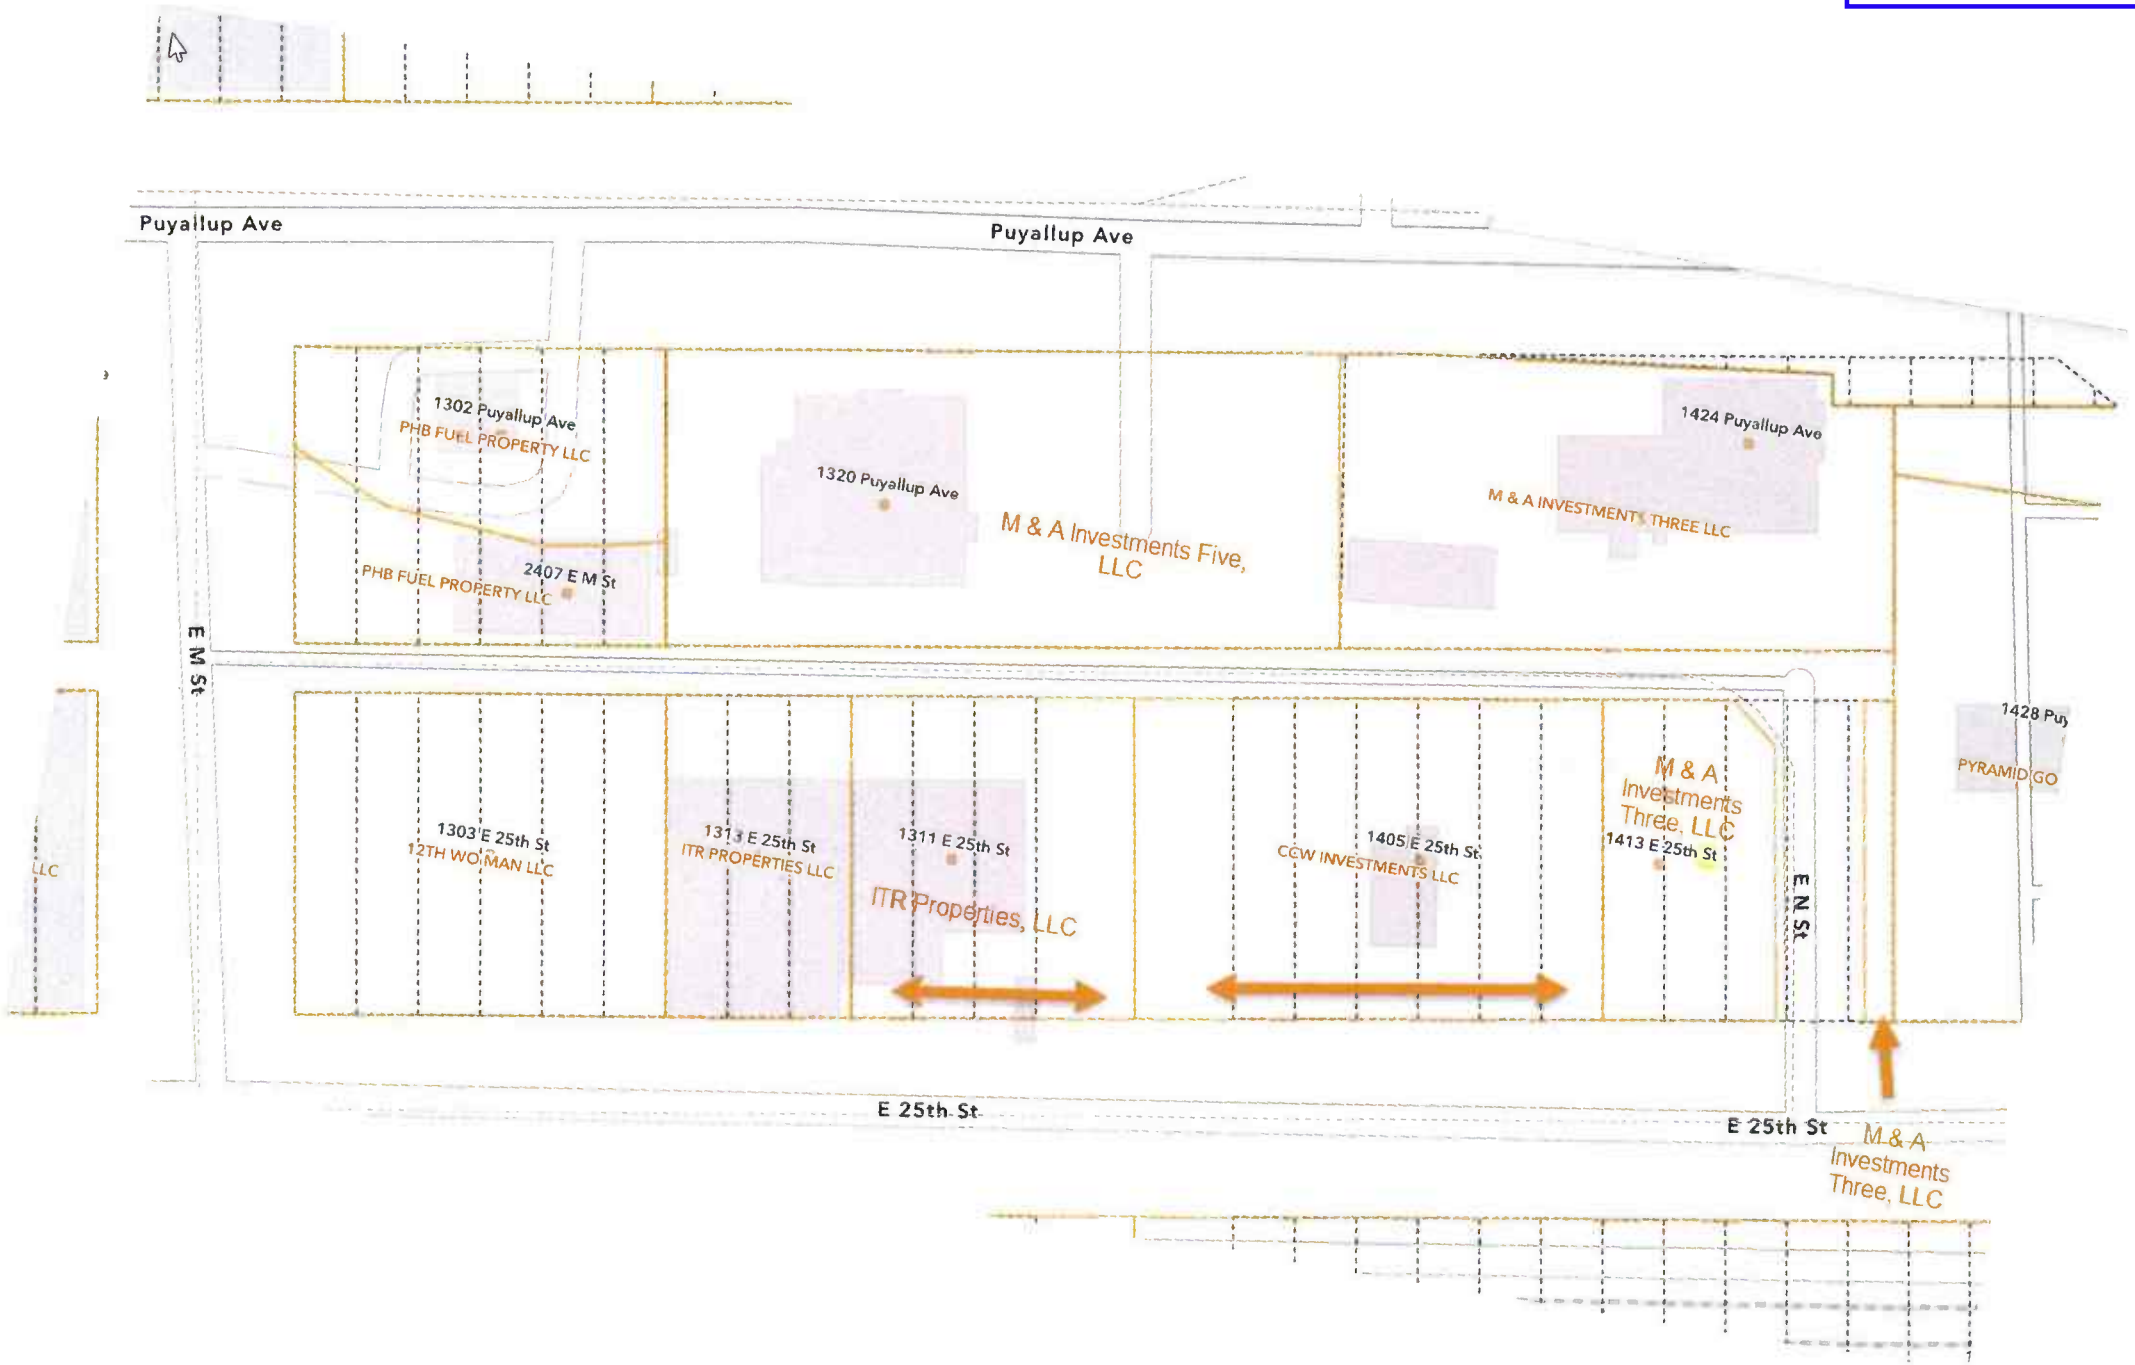 Puyallup Ave
Puyallup Ave
1302 Puyallup Ave
PHB FUEL PROPERTY LLC
1424 Puyallup Ave
1320 Puyallup Ave
M & A INVESTMENTS THREE LLC
M & A Investments Five,
LLC
2407 E M St
PHB FUEL PROPERTY LLC
E M St
1428 Puy
PYRAMID GO
M & A
Investments
Three, LLC
1303 E 25th St
12TH WOMAN LLC
1313 E 25th St
ITR PROPERTIES LLC
1311 E 25th St
ITR Properties, LLC
1405 E 25th St
CCW INVESTMENTS LLC
1413 E 25th St
LLC
E N St
E 25th St
E 25th St
M & A
Investments
Three, LLC